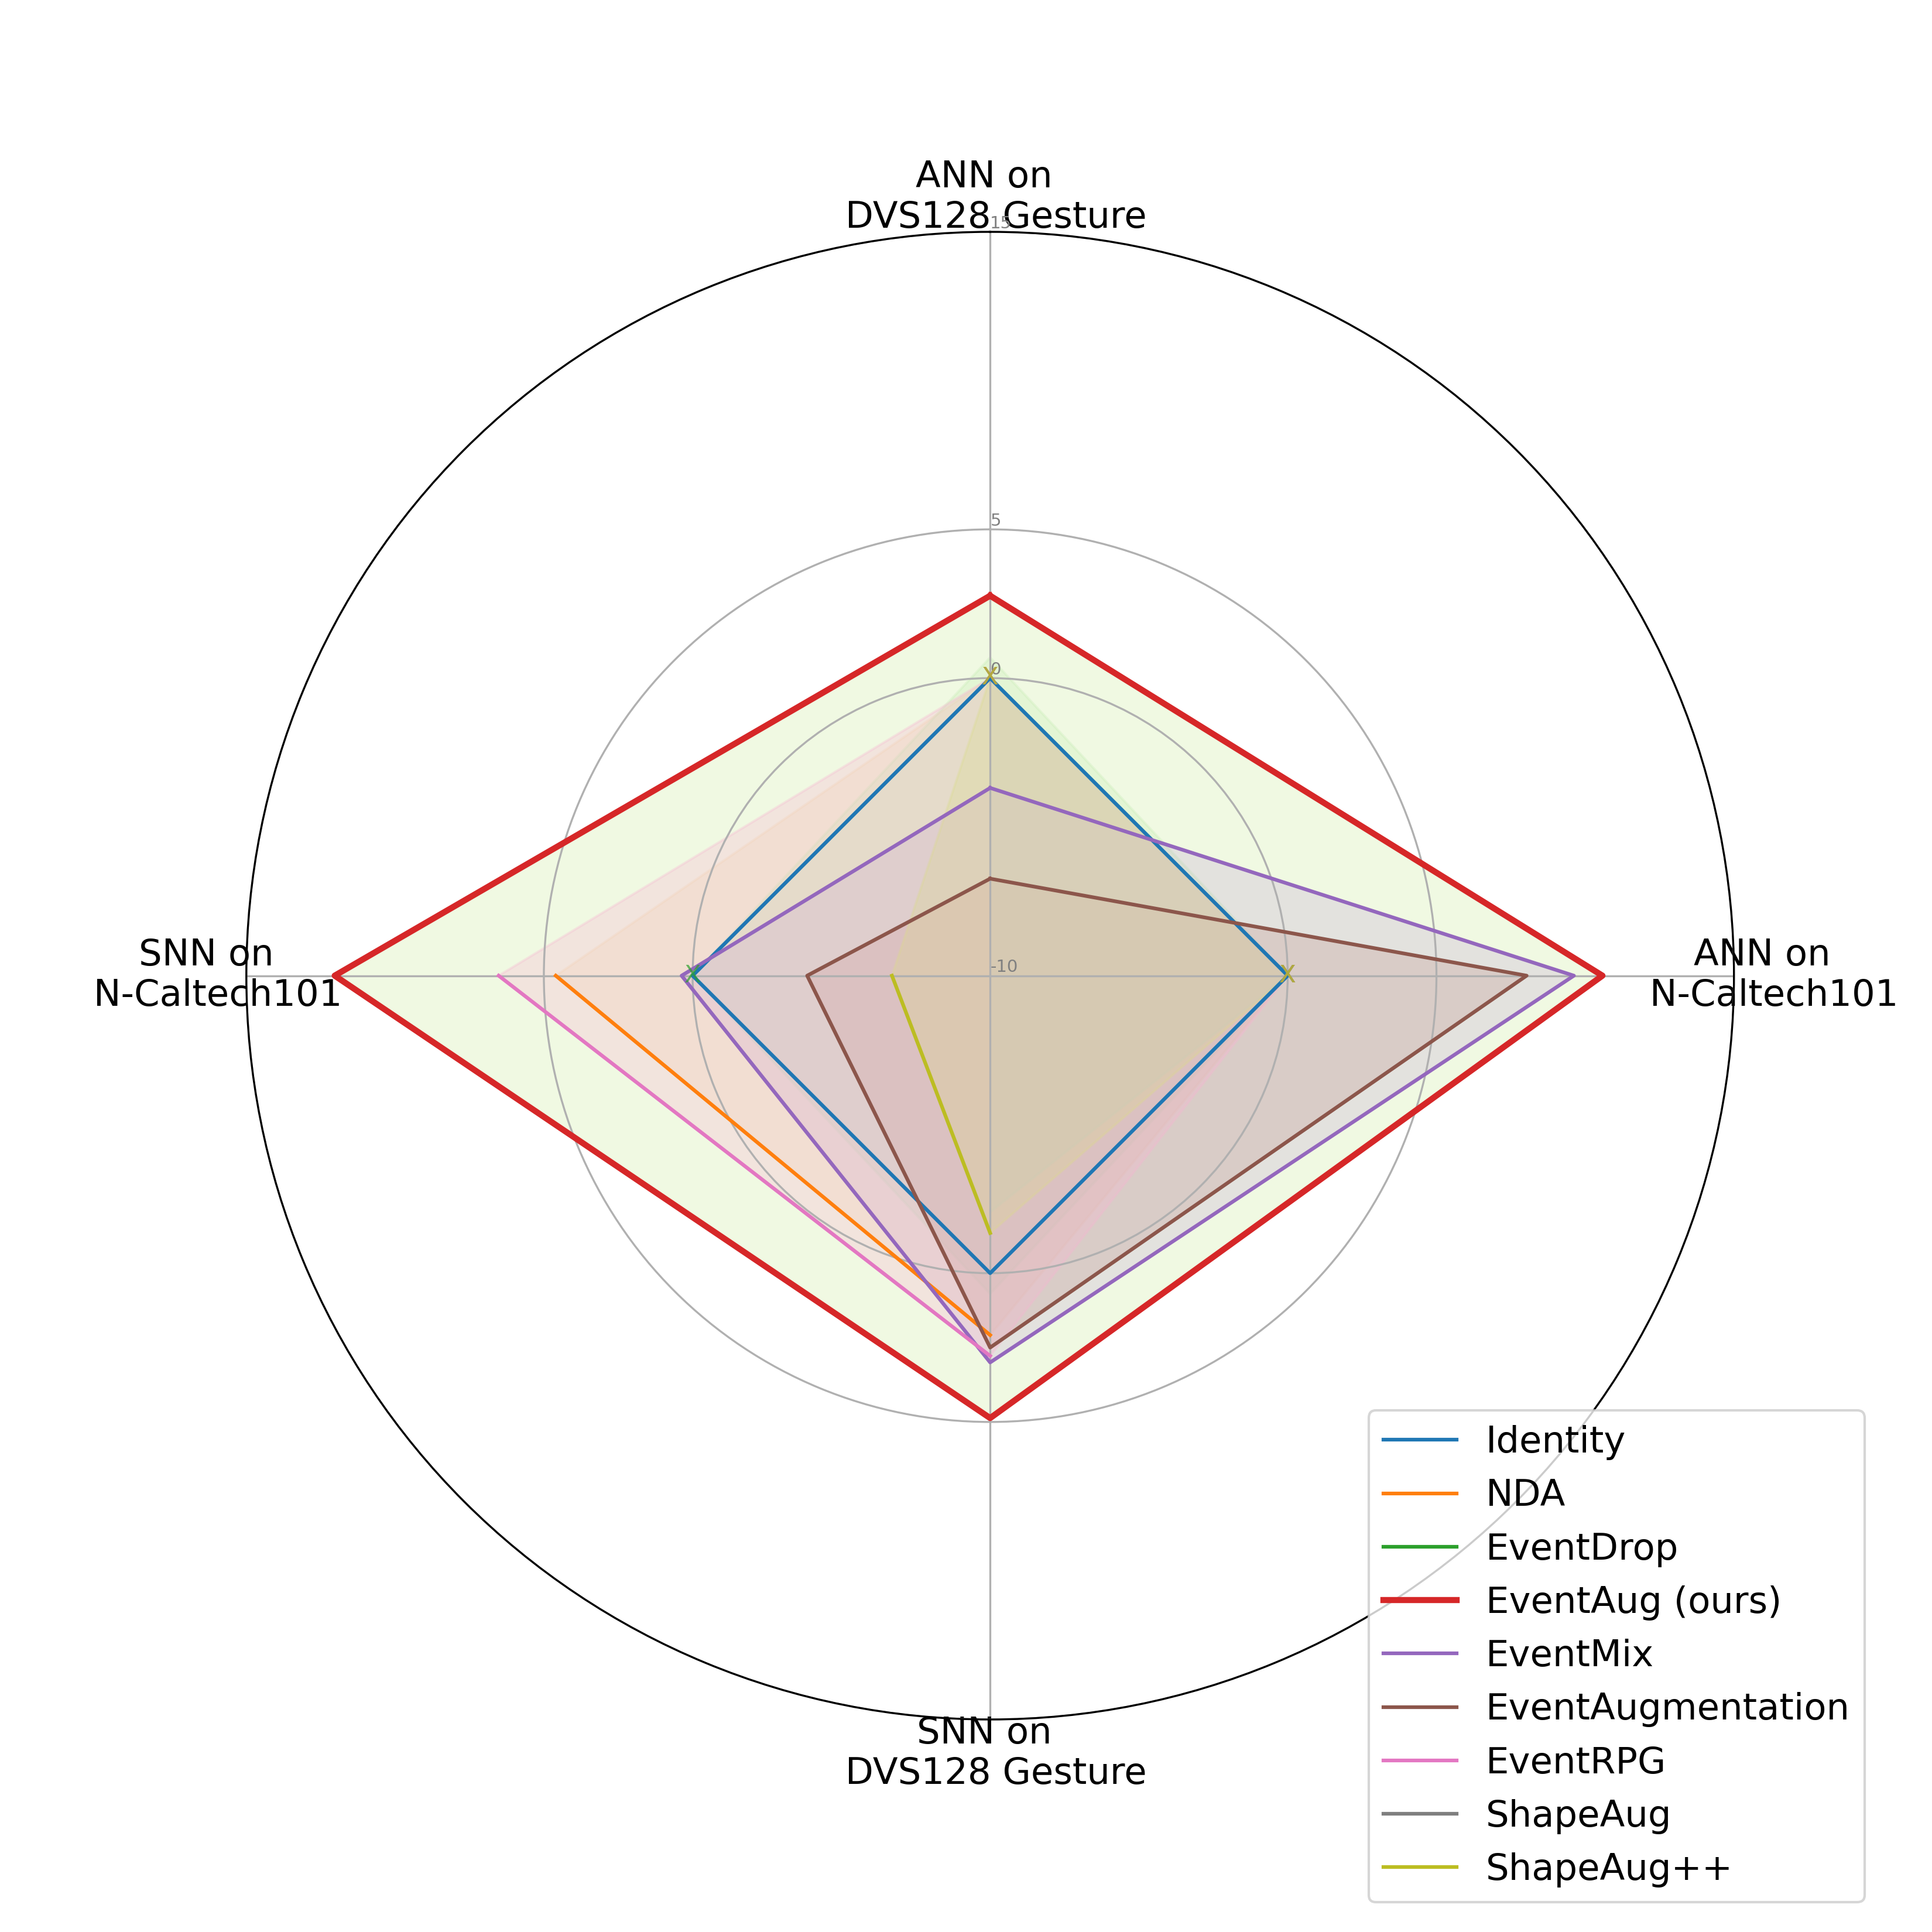 ANN on
DVS128 Gesture
15
5
0
X
SNN on
N-Caltech101
X
-10
X
ANN on
N-Caltech101
SNN on
DVS128 Gesture
Identity
NDA
EventDrop
EventAug (ours)
EventMix
EventAugmentation
EventRPG
ShapeAug
ShapeAug++